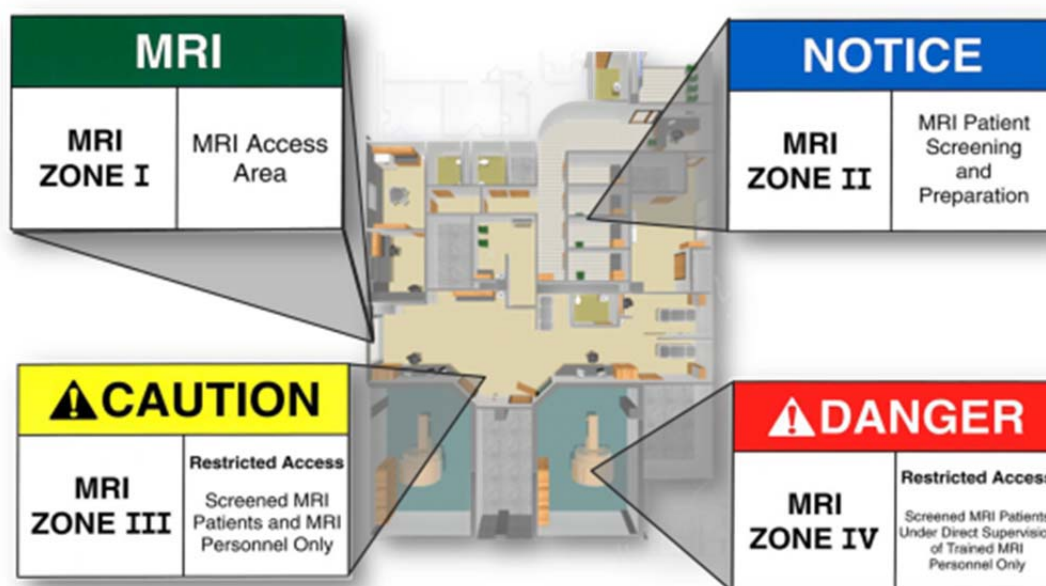 MRI
MRI
ZONE I
MRI Access
Area
NOTICE
MRI
ZONE II
MRI Patient
Screening
and
Preparation
CAUTION
MRI
ZONE III
Restricted Access
Screened MRI
Patients and MRI
Personnel Only
DANGER
MRI
ZONE IV
Restricted Access
Screened MRI Patients
Under Direct Supervision
of Trained MRI
Personnel Only